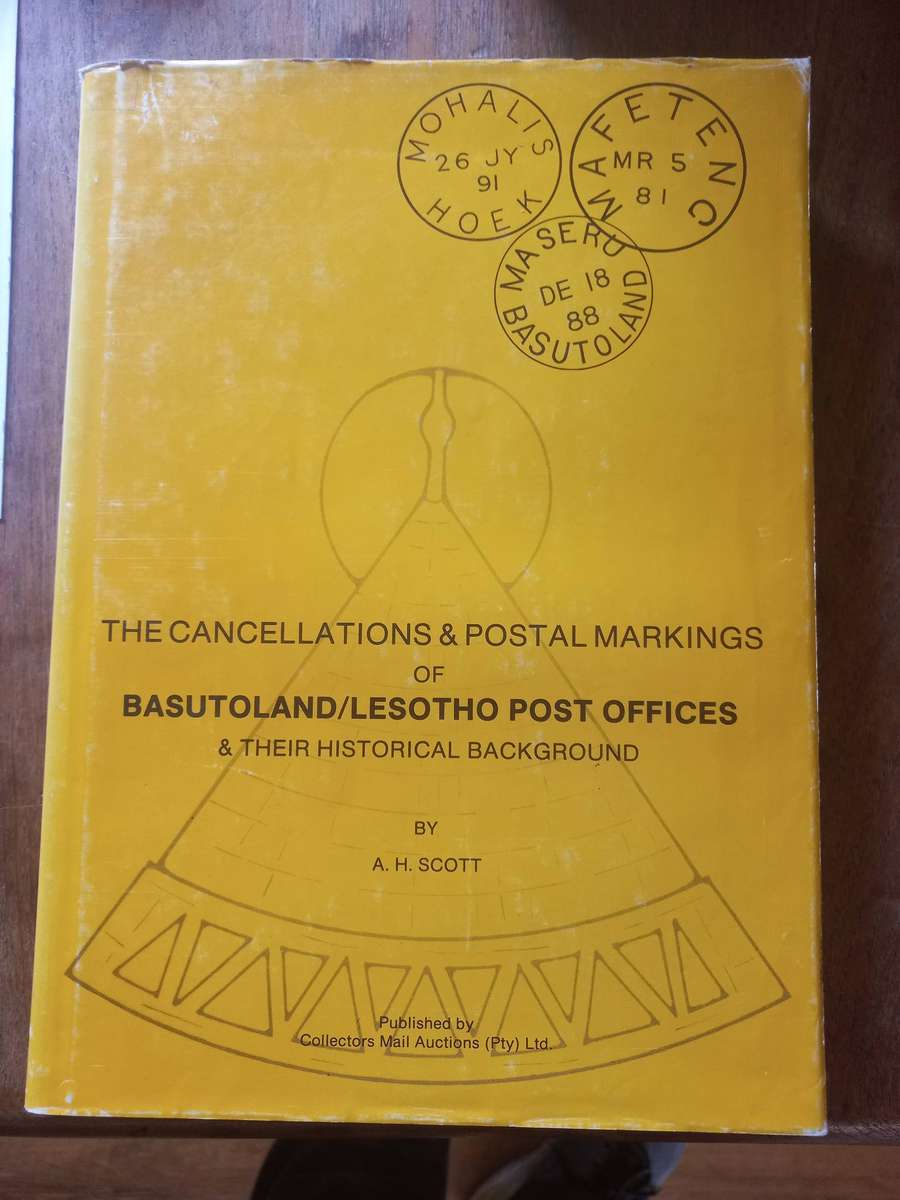 MOHALIS
26 JY
91
HOEK
MAFETENC
MR 5
81
MASERU
DE 18
88
BASUTOLAND
THE CANCELLATIONS & POSTAL MARKINGS
OF
BASUTOLAND/LESOTHO POST OFFICES
& THEIR HISTORICAL BACKGROUND
BY
A. H. SCOTT
Published by
Collectors Mail Auctions (Pty) Ltd.